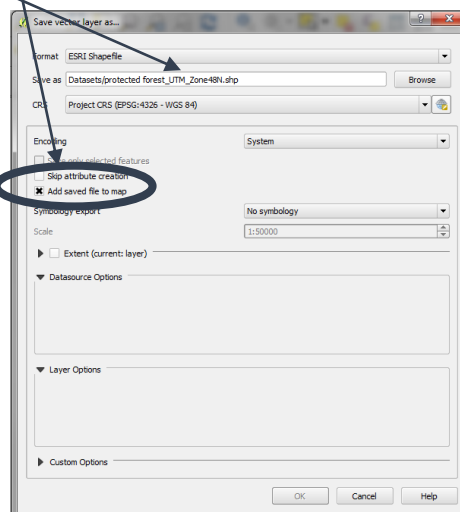 Save vector layer as...
Format ESRI Shapefile
Save as Datasets/protected forest_UTM_Zone48N.shp Browse
CRS Project CRS (EPSG:4326 - WGS 84)
Encoding System
Save only selected features
Skip attribute creation
Add saved file to map
Symbology export No symbology
Scale 1:50000
Extent (current: layer)
Datasource Options
Layer Options
Custom Options
OK Cancel Help